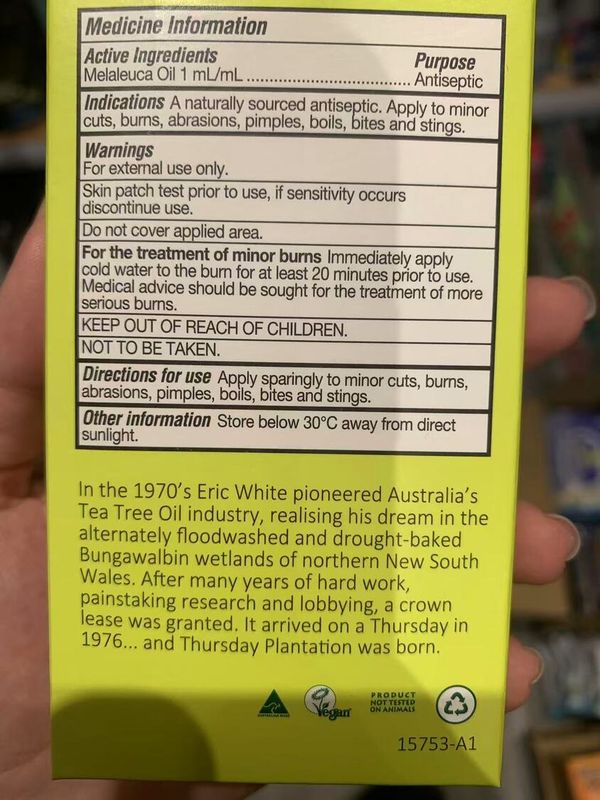 Medicine Information
Active Ingredients Purpose
Melaleuca Oil 1 mL/mL .......................................... Antiseptic
Indications A naturally sourced antiseptic. Apply to minor
cuts, burns, abrasions, pimples, boils, bites and stings.
Warnings
For external use only.
Skin patch test prior to use, if sensitivity occurs
discontinue use.
Do not cover applied area.
For the treatment of minor burns Immediately apply
cold water to the burn for at least 20 minutes prior to use.
Medical advice should be sought for the treatment of more
serious burns.
KEEP OUT OF REACH OF CHILDREN.
NOT TO BE TAKEN.
Directions for use Apply sparingly to minor cuts, burns,
abrasions, pimples, boils, bites and stings.
Other information Store below 30°C away from direct
sunlight.
In the 1970's Eric White pioneered Australia's
Tea Tree Oil industry, realising his dream in the
alternately floodwashed and drought-baked
Bungawalbin wetlands of northern New South
Wales. After many years of hard work,
painstaking research and lobbying, a crown
lease was granted. It arrived on a Thursday in
1976... and Thursday Plantation was born.
AUSTRALIAN MADE
Vegan
PRODUCT
NOT TESTED
ON ANIMALS
15753-A1